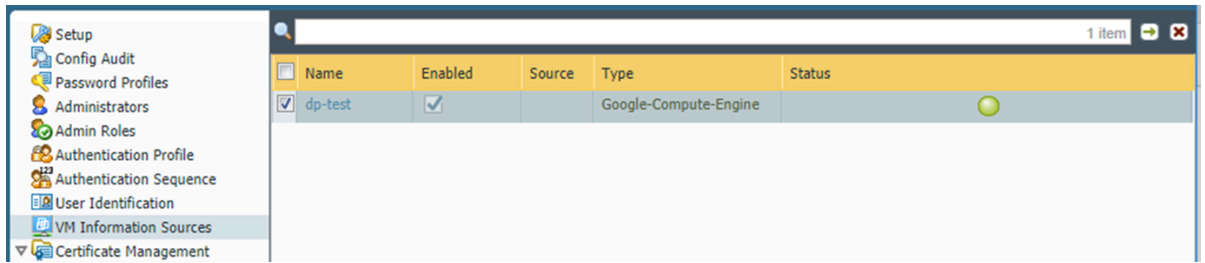 Setup
Config Audit
Password Profiles
Administrators
Admin Roles
Authentication Profile
123
Authentication Sequence
User Identification
VM Information Sources
Certificate Management
1 item
Name Enabled Source Type Status
dp-test Google-Compute-Engine